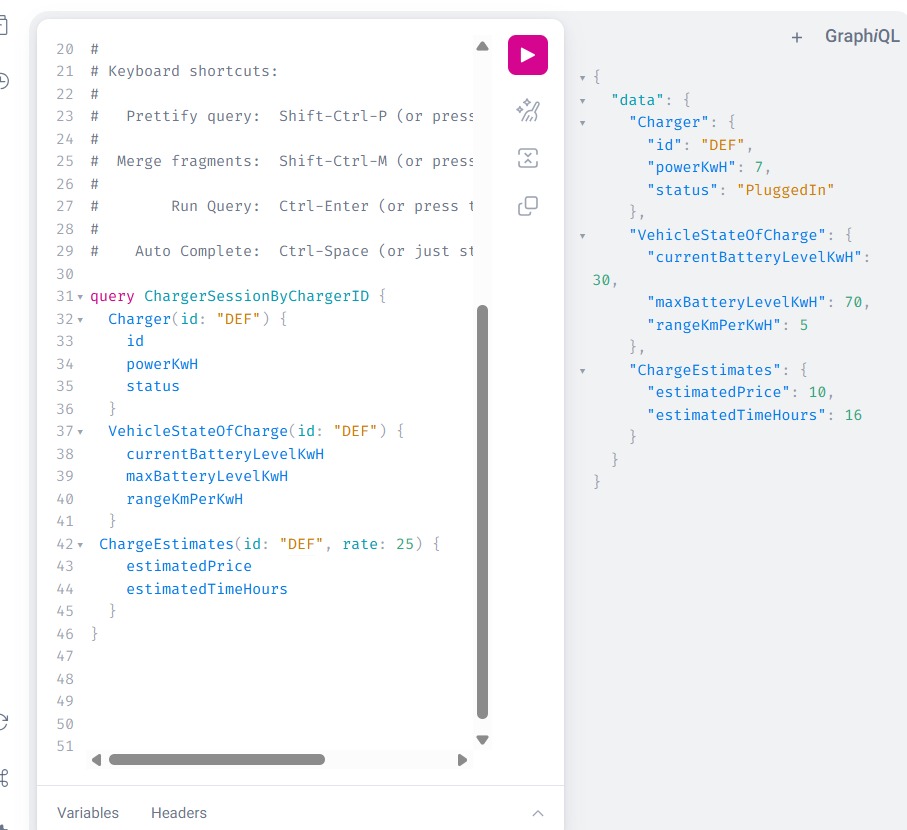 20 #
21 # Keyboard shortcuts:
22 #
23 #   Prettify query:  Shift-Ctrl-P (or press
24 #
25 #  Merge fragments:  Shift-Ctrl-M (or press
26 #
27 #        Run Query:  Ctrl-Enter (or press t
28 #
29 #    Auto Complete:  Ctrl-Space (or just st
30
31 query ChargerSessionByChargerID {
32   Charger(id: "DEF") {
33     id
34     powerKwH
35     status
36   }
37   VehicleStateOfCharge(id: "DEF") {
38     currentBatteryLevelKwH
39     maxBatteryLevelKwH
40     rangeKmPerKwH
41   }
42  ChargeEstimates(id: "DEF", rate: 25) {
43     estimatedPrice
44     estimatedTimeHours
45   }
46 }
47
48
49
50
51
Variables Headers
+ GraphiQL
{
  "data": {
    "Charger": {
      "id": "DEF",
      "powerKwH": 7,
      "status": "PluggedIn"
    },
    "VehicleStateOfCharge": {
      "currentBatteryLevelKwH":
30,
      "maxBatteryLevelKwH": 70,
      "rangeKmPerKwH": 5
    },
    "ChargeEstimates": {
      "estimatedPrice": 10,
      "estimatedTimeHours": 16
    }
  }
}